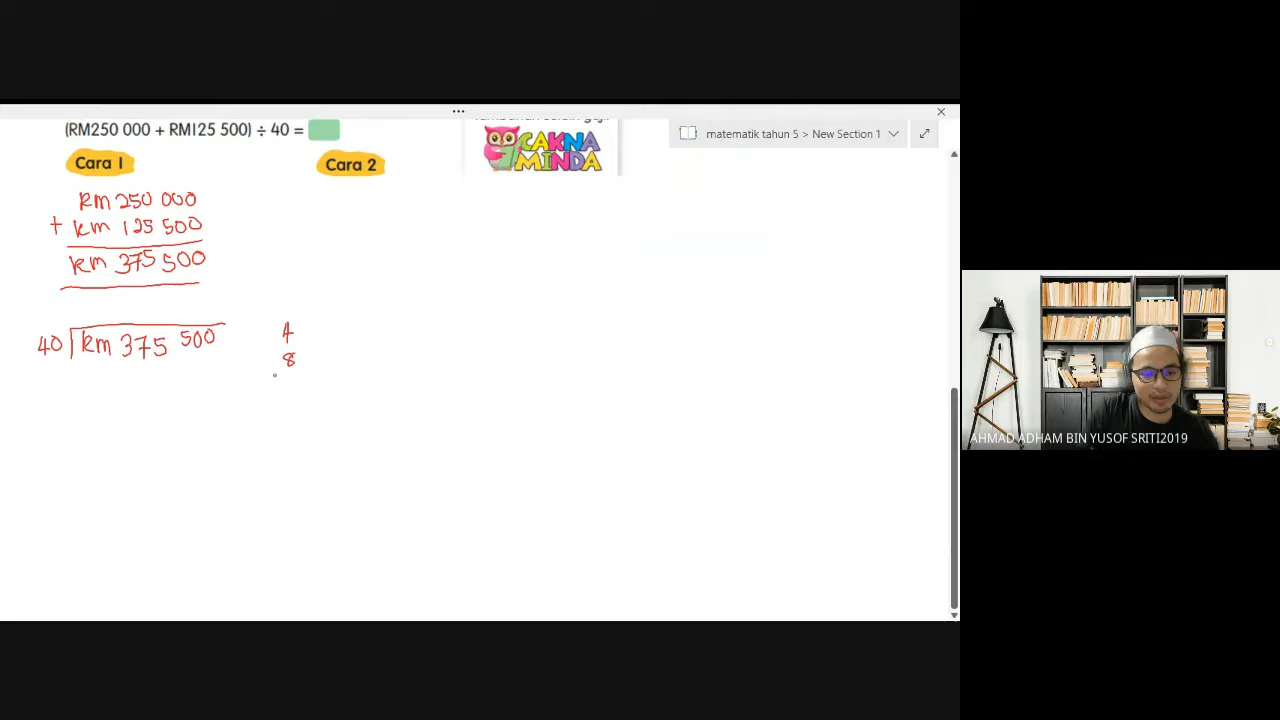 (RM250 000 + RM125 500) ÷ 40 =
Cara 1
Cara 2
CAKNA
MINDA
matematik tahun 5 > New Section 1
RM 250 000
+ RM 125 500
RM 375 500
40 RM 375 500
4
8
AHMAD ADHAM BIN YUSOF SRITI2019